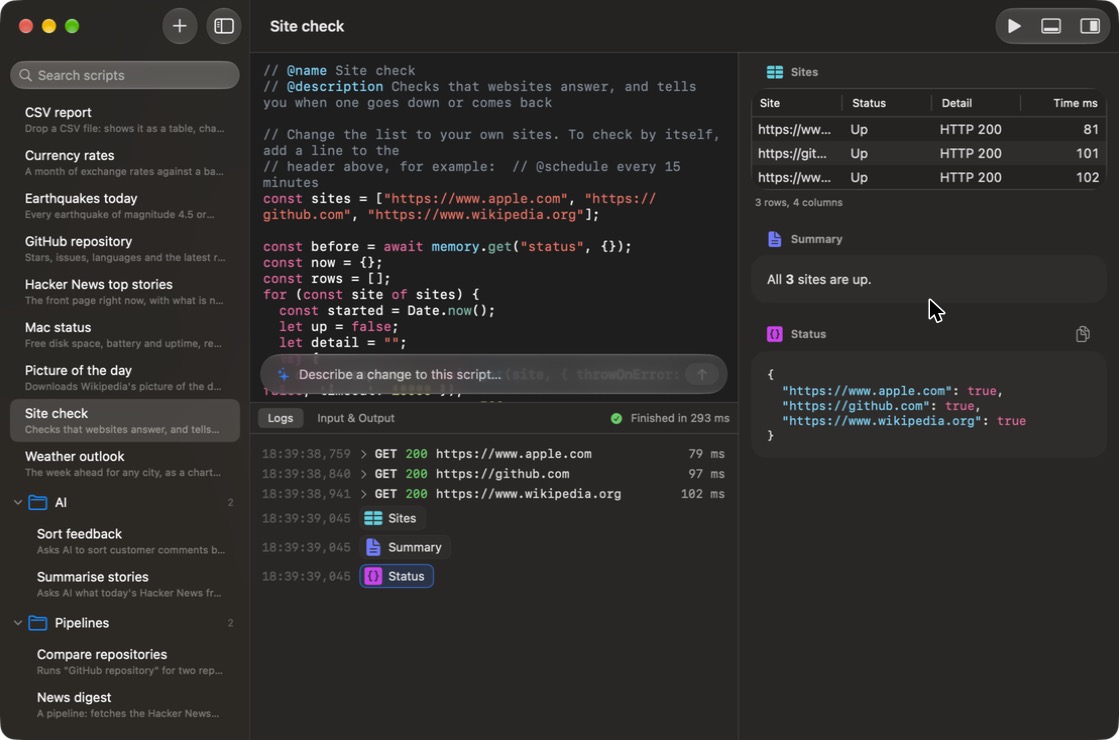 Site check
Search scripts
CSV report
Drop a CSV file: shows it as a table, cha...
Currency rates
A month of exchange rates against a ba...
Earthquakes today
Every earthquake of magnitude 4.5 or...
GitHub repository
Stars, issues, languages and the latest r...
Hacker News top stories
The front page right now, with what is n...
Mac status
Free disk space, battery and uptime, re...
Picture of the day
Downloads Wikipedia's picture of the d...
Site check
Checks that websites answer, and tells...
Weather outlook
The week ahead for any city, as a chart...
AI 2
Sort feedback
Asks AI to sort customer comments b...
Summarise stories
Asks AI what today's Hacker News fr...
Pipelines 2
Compare repositories
Runs "GitHub repository" for two rep...
News digest
A pipeline: fetches the Hacker News...
// @name Site check
// @description Checks that websites answer, and tells
you when one goes down or comes back
// Change the list to your own sites. To check by itself,
add a line to the
// header above, for example:  // @schedule every 15
minutes
const sites = ["https://www.apple.com", "https://
github.com", "https://www.wikipedia.org"];
const before = await memory.get("status", {});
const now = {};
const rows = [];
for (const site of sites) {
const started = Date.now();
let up = false;
let detail = "";
Describe a change to this script...
Logs Input & Output Finished in 293 ms
18:39:38,759 > GET 200 https://www.apple.com 79 ms
18:39:38,840 > GET 200 https://github.com 97 ms
18:39:38,941 > GET 200 https://www.wikipedia.org 102 ms
18:39:39,045 Sites
18:39:39,045 Summary
18:39:39,045 {} Status
Sites
Site Status Detail Time ms
https://ww... Up HTTP 200 81
https://git... Up HTTP 200 101
https://ww... Up HTTP 200 102
3 rows, 4 columns
Summary
All 3 sites are up.
{} Status
{
"https://www.apple.com": true,
"https://github.com": true,
"https://www.wikipedia.org": true
}